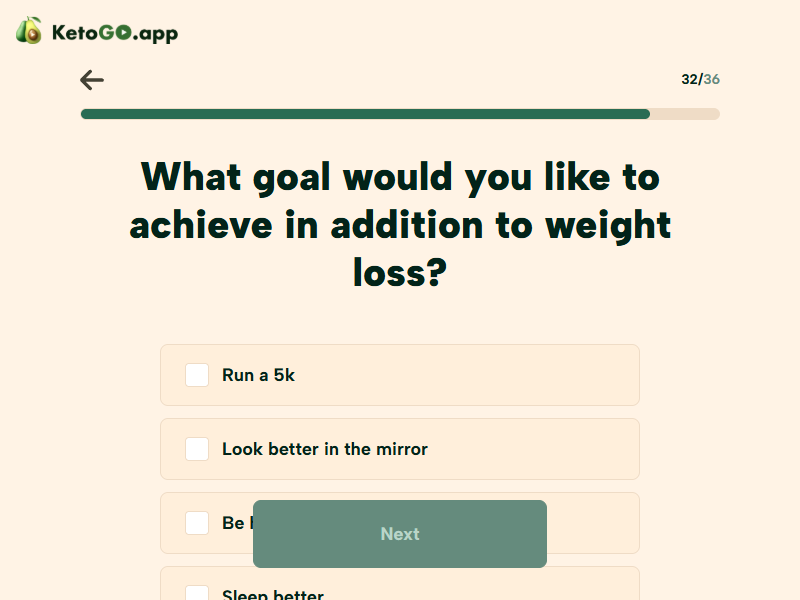 KetoGO.app
32/36
What goal would you like to
achieve in addition to weight
loss?
Run a 5k
Look better in the mirror
Be
Next
Sleep better